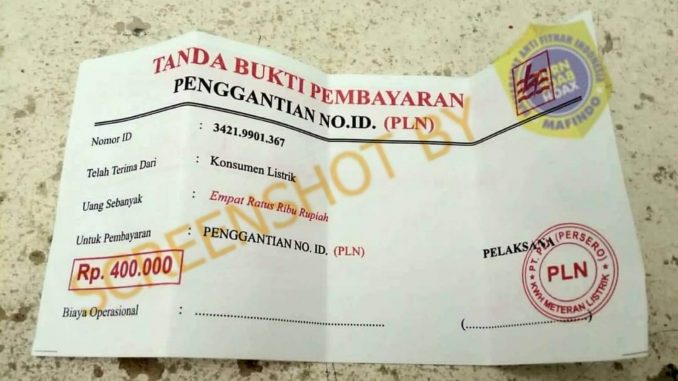 TANDA BUKTI PEMBAYARAN
PENGGANTIAN NO.ID. (PLN)
Nomor ID : 3421.9901.367
Telah Terima Dari : Konsumen Listrik
Uang Sebanyak : Empat Ratus Ribu Rupiah
Untuk Pembayaran : PENGGANTIAN NO. ID. (PLN)
Rp. 400.000
PELAKSANA
Biaya Operasional : ................................................ (..............................)
PT. PLN (PERSERO)
PLN
KWH METERAN LISTRIK
SCREENSHOT BY
ANTI FITNAH INDONESIA
HOAX
MAFINDO